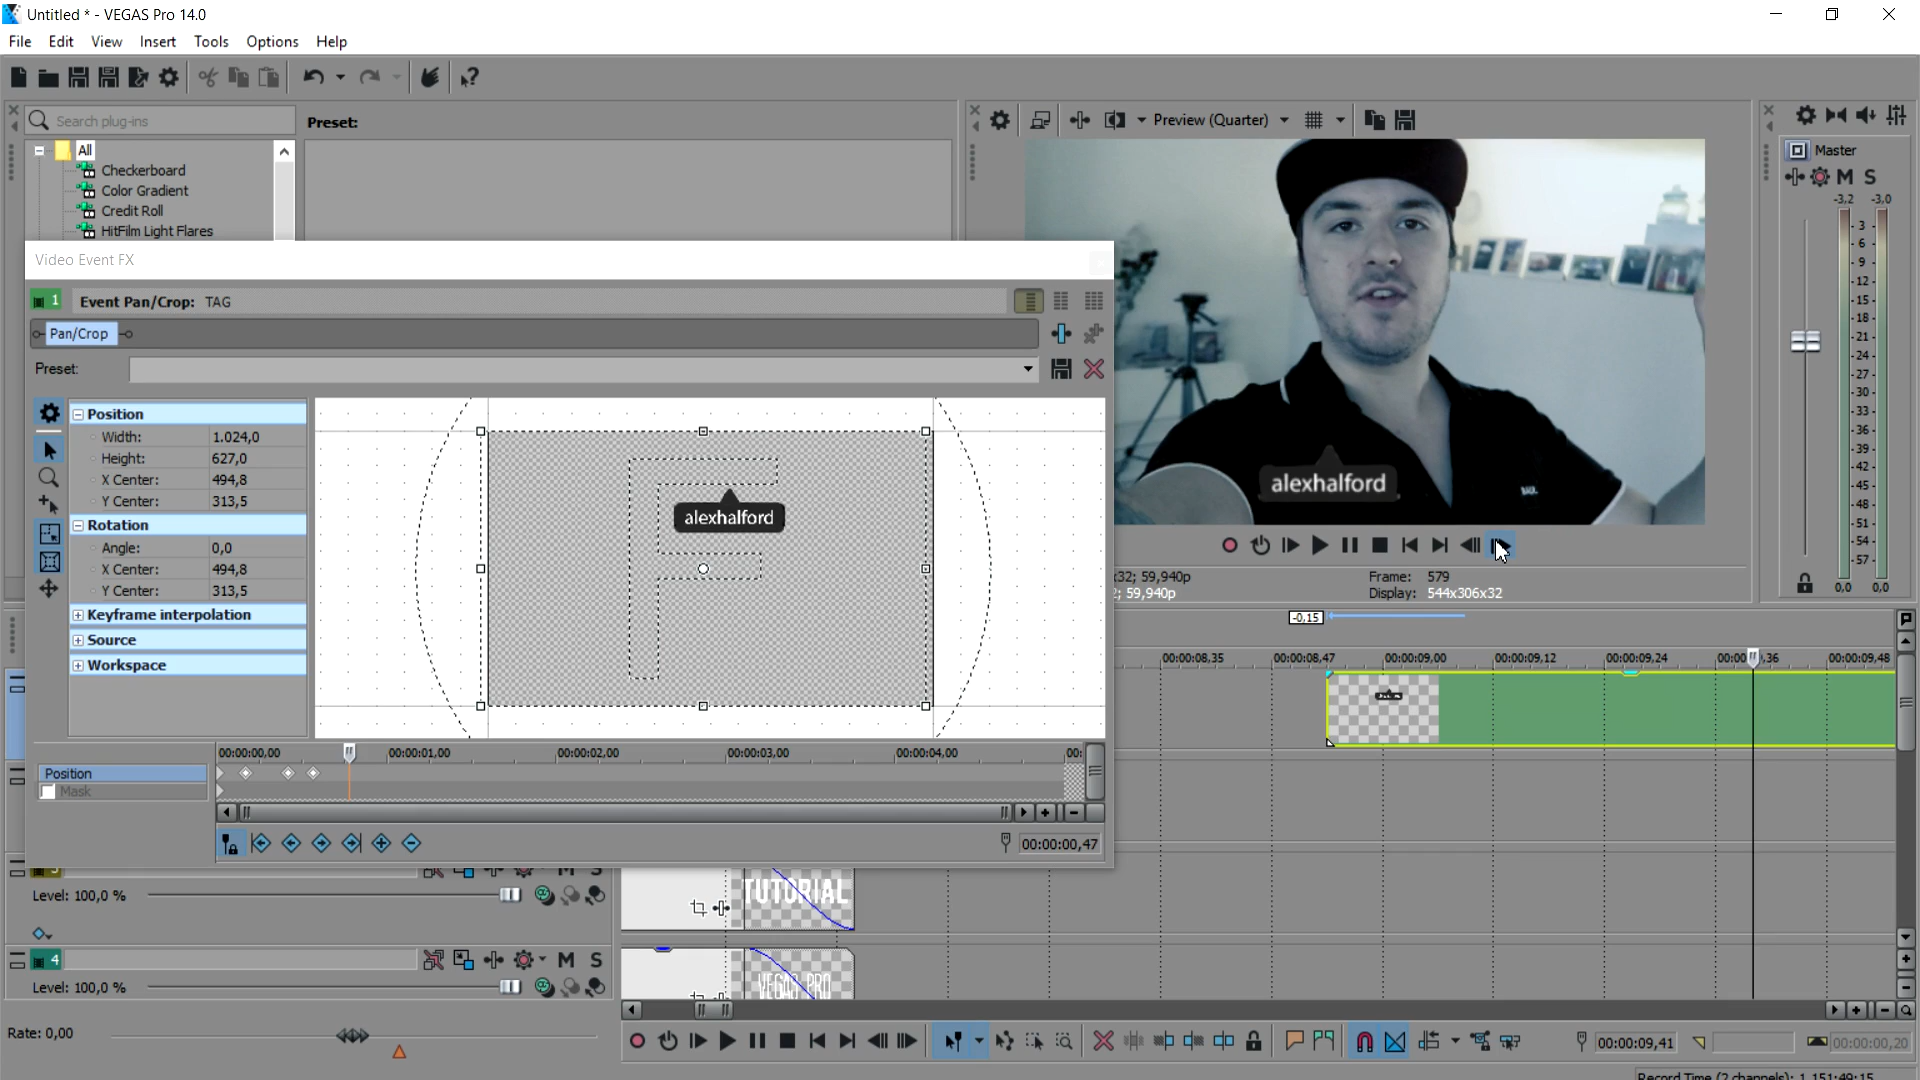 Untitled * - VEGAS Pro 14.0
File Edit View Insert Tools Options Help
Search plug-ins
Preset:
All
Checkerboard
Color Gradient
Credit Roll
HitFilm Light Flares
Preview (Quarter)
alexhalford
Master
M S
-3,2 -3,0
-3
-6
-9
-12
-15
-18
-21
-24
-27
-30
-33
-36
-39
-42
-45
-48
-51
-54
-57
0,0 0,0
Video Event FX
1 Event Pan/Crop: TAG
Pan/Crop
Preset:
Position
Width: 1.024,0
Height: 627,0
X Center: 494,8
Y Center: 313,5
Rotation
Angle: 0,0
X Center: 494,8
Y Center: 313,5
Keyframe interpolation
Source
Workspace
alexhalford
00:00:00,00 00:00:01,00 00:00:02,00 00:00:03,00 00:00:04,00 00:
Position
Mask
00:00:00,47
x32; 59,940p
2; 59,940p
Frame: 579
Display: 544x306x32
-0,15
00:00:08,35 00:00:08,47 00:00:09,00 00:00:09,12 00:00:09,24 00:00 ,36 00:00:09,48
3 M S
Level: 100,0 %
TUTORIAL
4 M S
Level: 100,0 %
VEGAS PRO
Rate: 0,00
00:00:09,41
00:00:00,20
Record Time (2 channels): 1.151:49:15